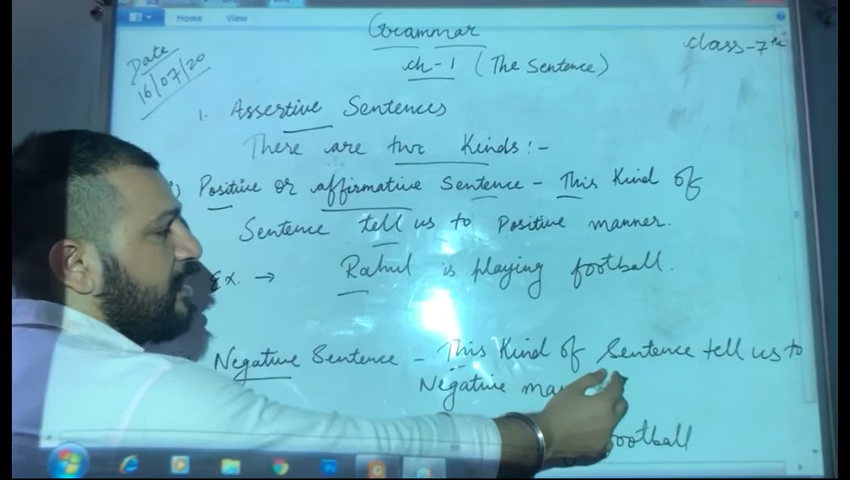 Home View
Grammar
Date
16/07/20
Class-7th
Ch-1 (The Sentence)
1. Assertive Sentences
There are two Kinds:-
) Positive or affirmative Sentence - This Kind of
Sentence tell us to Positive manner.
Ex. → Rahul is playing football.
Negative Sentence - This Kind of Sentence tell us to
Negative
football